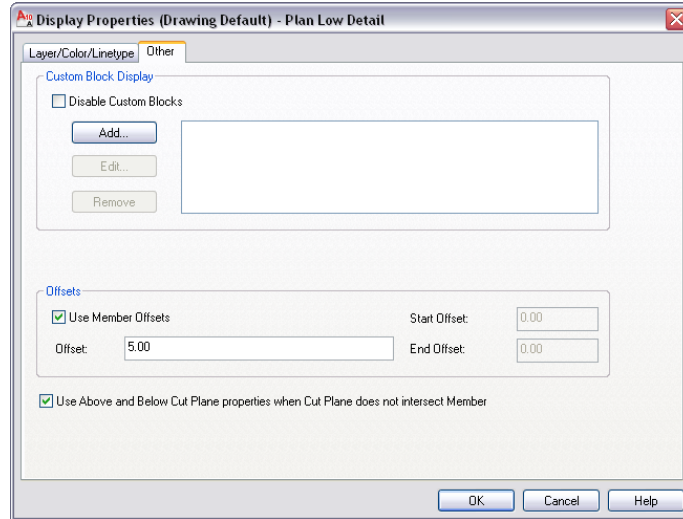 Display Properties (Drawing Default) - Plan Low Detail
Layer/Color/Linetype Other
Custom Block Display
Disable Custom Blocks
Add...
Edit...
Remove
Offsets
Use Member Offsets Start Offset: 0.00
Offset: 5.00 End Offset: 0.00
Use Above and Below Cut Plane properties when Cut Plane does not intersect Member
OK Cancel Help